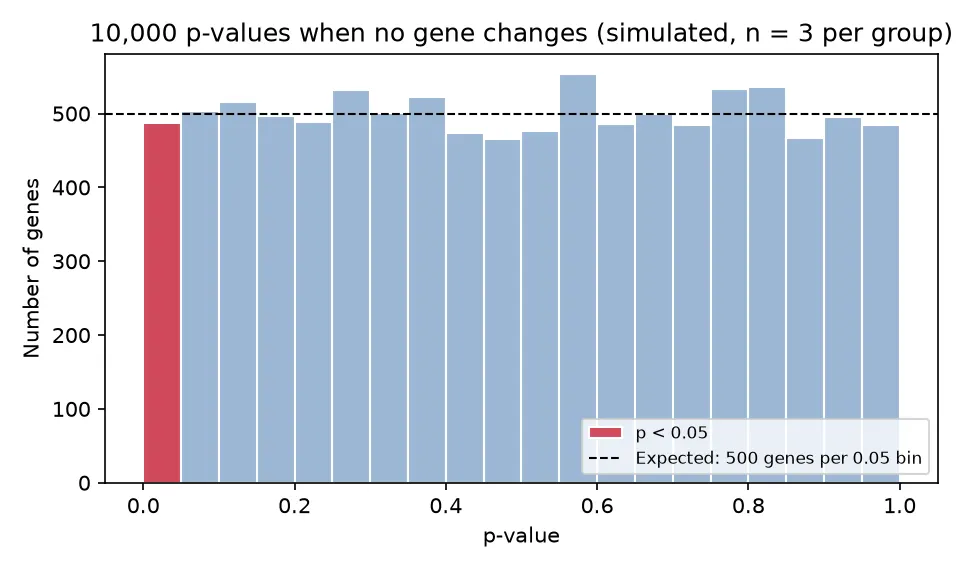 10,000 p-values when no gene changes (simulated, n = 3 per group)
Number of genes
500
400
300
200
100
0
p < 0.05
Expected: 500 genes per 0.05 bin
0.0 0.2 0.4 0.6 0.8 1.0
p-value